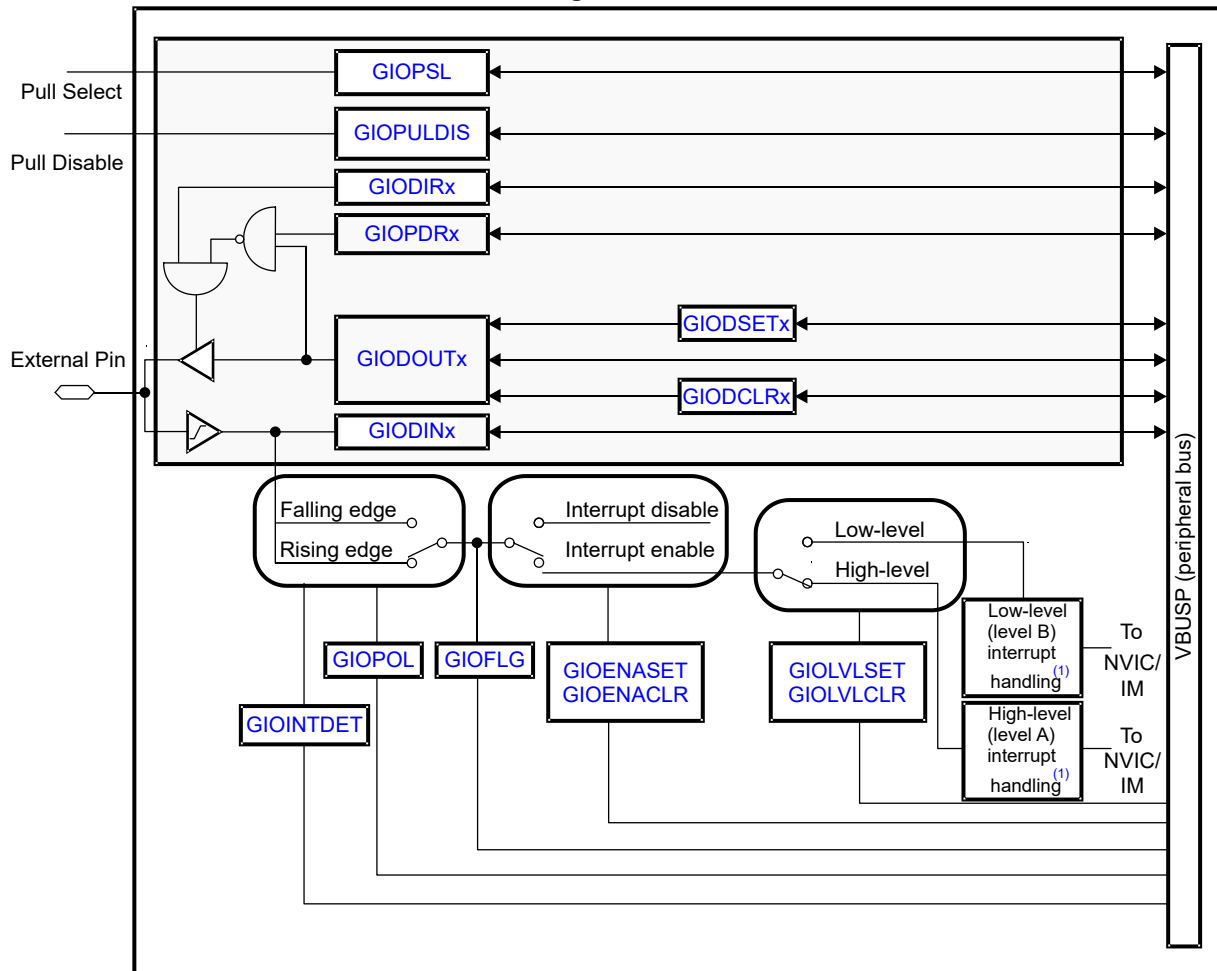 GIOPSL
Pull Select
GIOPULDIS
Pull Disable
GIODIRx
GIOPDRx
GIODSETx
External Pin
GIODOUTx
GIODCLRx
GIODINx
VBUSP (peripheral bus)
Falling edge
Rising edge
Interrupt disable
Interrupt enable
Low-level
High-level
Low-level
(level B)
interrupt
handling(1)
To
NVIC/
IM
GIOPOL
GIOFLG
GIOENASET
GIOENACLR
GIOLVLSET
GIOLVLCLR
GIOINTDET
High-level
(level A)
interrupt
handling(1)
To
NVIC/
IM